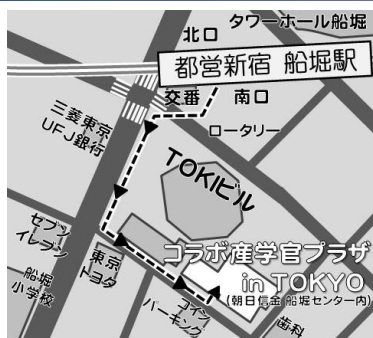 タワーホール船堀
北口
都営新宿 船堀駅
交番
南口
三菱東京
UFJ銀行
ロータリー
TOKIビル
セブン
イレブン
東京
トヨタ
コラボ産学官プラザ
in TOKYO
(朝日信金 船堀センター内)
船堀
小学校
コイン
パーキング
歯科